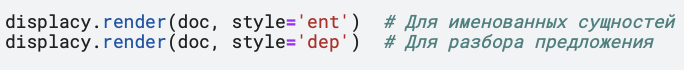 displacy.render(doc, style='ent')  # Для именованных сущностей
displacy.render(doc, style='dep')  # Для разбора предложения